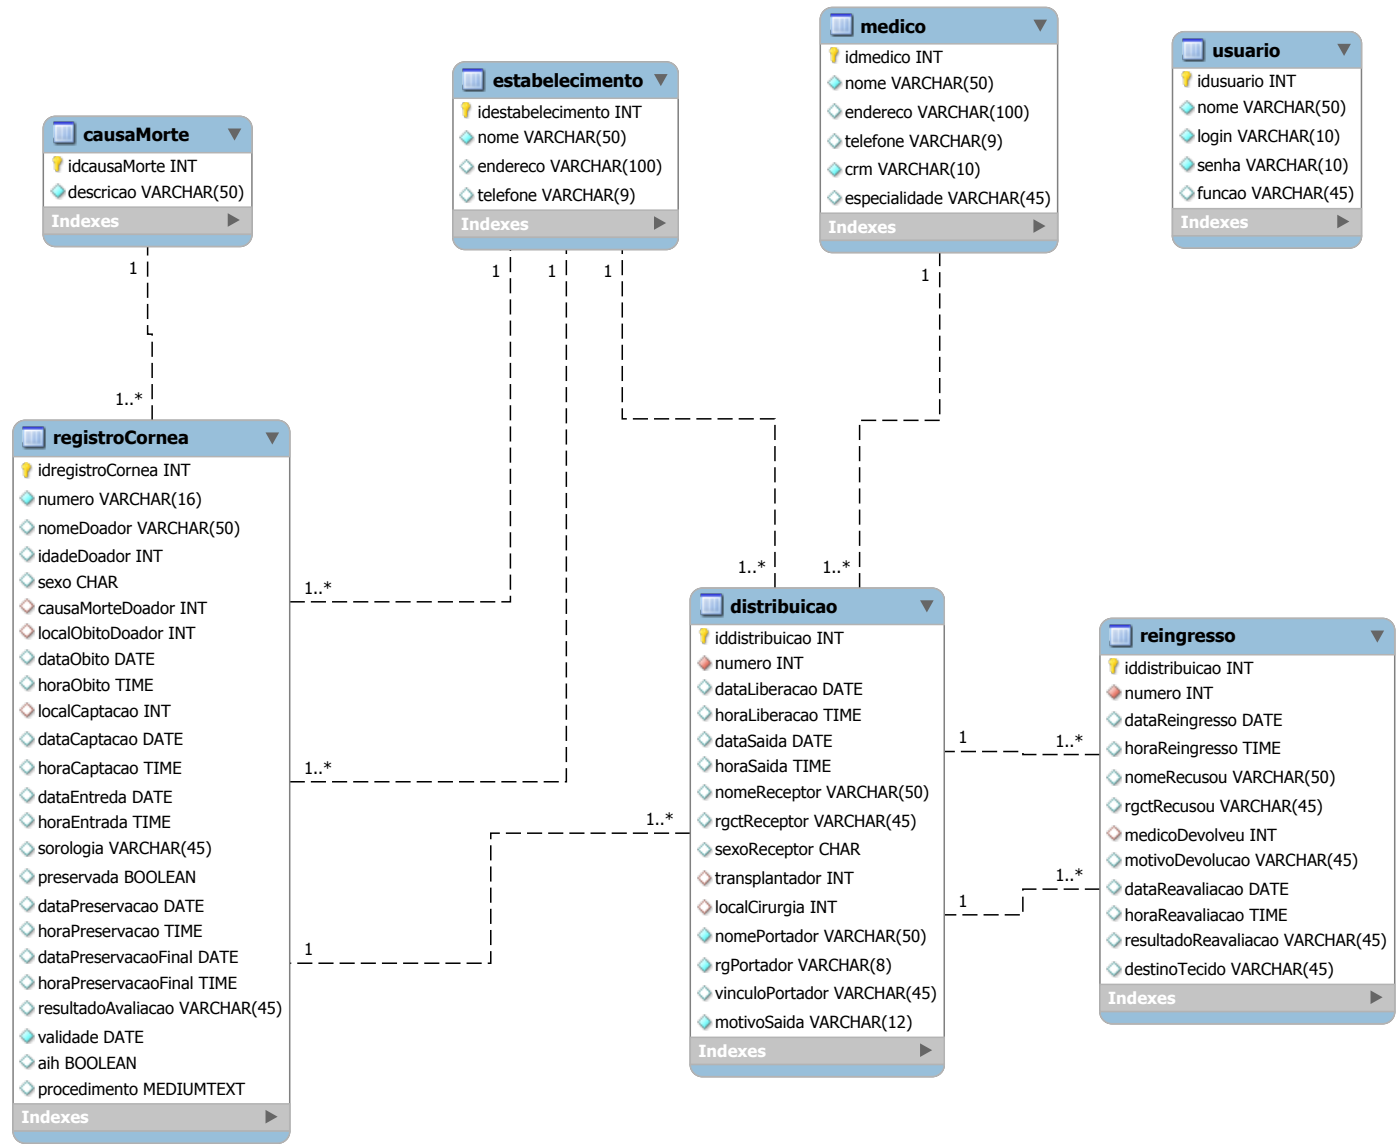 causaMorte
idcausaMorte INT
descricao VARCHAR(50)
Indexes
estabelecimento
idestabelecimento INT
nome VARCHAR(50)
endereco VARCHAR(100)
telefone VARCHAR(9)
Indexes
medico
idmedico INT
nome VARCHAR(50)
endereco VARCHAR(100)
telefone VARCHAR(9)
crm VARCHAR(10)
especialidade VARCHAR(45)
Indexes
usuario
idusuario INT
nome VARCHAR(50)
login VARCHAR(10)
senha VARCHAR(10)
funcao VARCHAR(45)
Indexes
1
1
1
1
1
1..*
1..*
1..*
1..*
1..*
registroCornea
idregistroCornea INT
numero VARCHAR(16)
nomeDoador VARCHAR(50)
idadeDoador INT
sexo CHAR
causaMorteDoador INT
localObitoDoador INT
dataObito DATE
horaObito TIME
localCaptacao INT
dataCaptacao DATE
horaCaptacao TIME
dataEntreda DATE
horaEntrada TIME
sorologia VARCHAR(45)
preservada BOOLEAN
dataPreservacao DATE
horaPreservacao TIME
dataPreservacaoFinal DATE
horaPreservacaoFinal TIME
resultadoAvaliacao VARCHAR(45)
validade DATE
aih BOOLEAN
procedimento MEDIUMTEXT
Indexes
1
1..*
distribuicao
iddistribuicao INT
numero INT
dataLiberacao DATE
horaLiberacao TIME
dataSaida DATE
horaSaida TIME
nomeReceptor VARCHAR(50)
rgctReceptor VARCHAR(45)
sexoReceptor CHAR
transplantador INT
localCirurgia INT
nomePortador VARCHAR(50)
rgPortador VARCHAR(8)
vinculoPortador VARCHAR(45)
motivoSaida VARCHAR(12)
Indexes
1
1..*
1
1..*
reingresso
iddistribuicao INT
numero INT
dataReingresso DATE
horaReingresso TIME
nomeRecusou VARCHAR(50)
rgctRecusou VARCHAR(45)
medicoDevolveu INT
motivoDevolucao VARCHAR(45)
dataReavaliacao DATE
horaReavaliacao TIME
resultadoReavaliacao VARCHAR(45)
destinoTecido VARCHAR(45)
Indexes